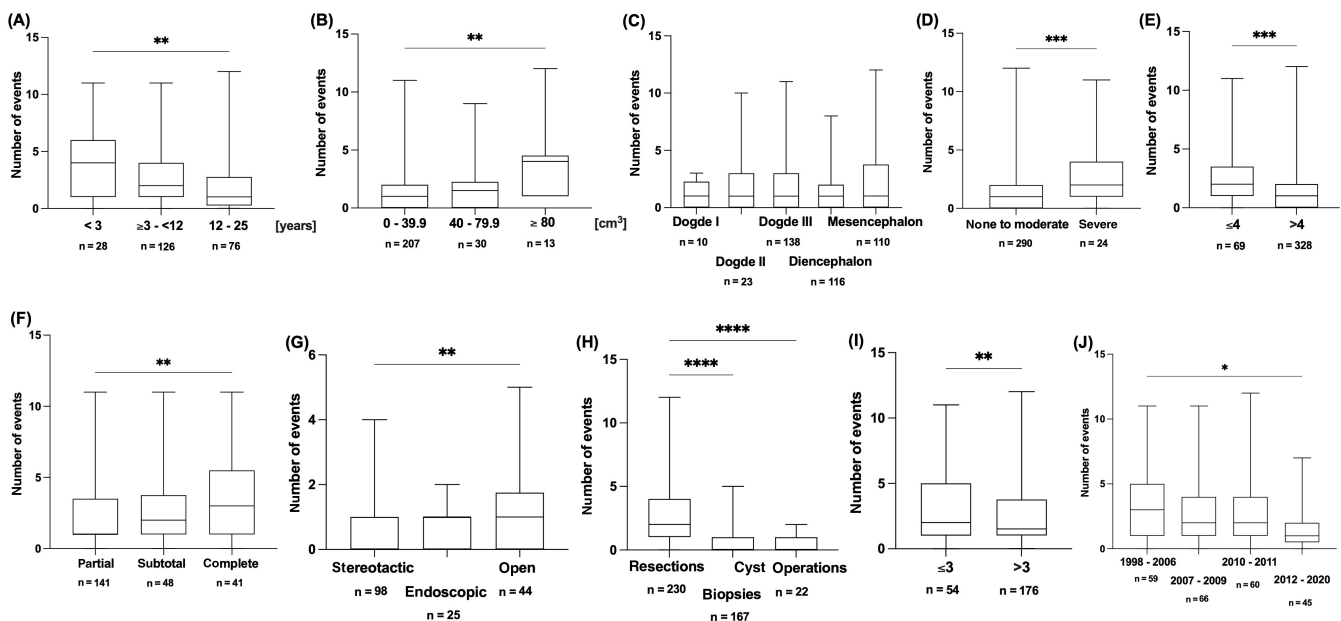 (A)
**
Number of events
15
10
5
0
< 3
≥3 - <12
12 - 25
[years]
n = 28
n = 126
n = 76
(B)
**
Number of events
15
10
5
0
0 - 39.9
40 - 79.9
≥ 80
[cm³]
n = 207
n = 30
n = 13
(C)
Number of events
15
10
5
0
Dogde I
Dogde III
Mesencephalon
n = 10
n = 138
n = 110
Dogde II
Diencephalon
n = 23
n = 116
(D)
***
Number of events
15
10
5
0
None to moderate
Severe
n = 290
n = 24
(E)
***
Number of events
15
10
5
0
≤4
>4
n = 69
n = 328
(F)
**
Number of events
15
10
5
0
Partial
Subtotal
Complete
n = 141
n = 48
n = 41
(G)
**
Number of events
6
4
2
0
Stereotactic
Open
n = 98
Endoscopic
n = 44
n = 25
(H)
****
****
Number of events
15
10
5
0
Resections
Cyst
Operations
n = 230
Biopsies
n = 22
n = 167
(I)
**
Number of events
15
10
5
0
≤3
>3
n = 54
n = 176
(J)
*
Number of events
15
10
5
0
1998 - 2006
2010 - 2011
n = 59
2007 - 2009
n = 60
2012 - 2020
n = 66
n = 45